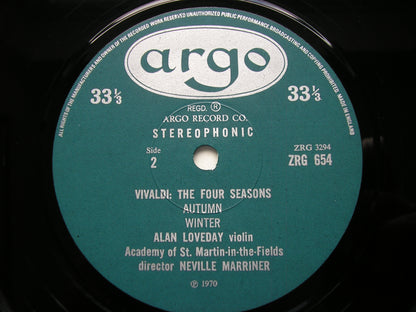 ALL RIGHTS OF THE MANUFACTURERS AND OWNER OF THE RECORDED WORK RESERVED UNAUTHORIZED PUBLIC PERFORMANCE, BROADCASTING AND COPYING PROHIBITED. MADE IN ENGLAND
argo
33⅓ 33⅓
REGD. ®
ARGO RECORD CO.
STEREOPHONIC
Side ZRG 3294
2 ZRG 654
VIVALDI: THE FOUR SEASONS
AUTUMN
WINTER
ALAN LOVEDAY violin
Academy of St. Martin-in-the-Fields
director NEVILLE MARRINER
℗ 1970